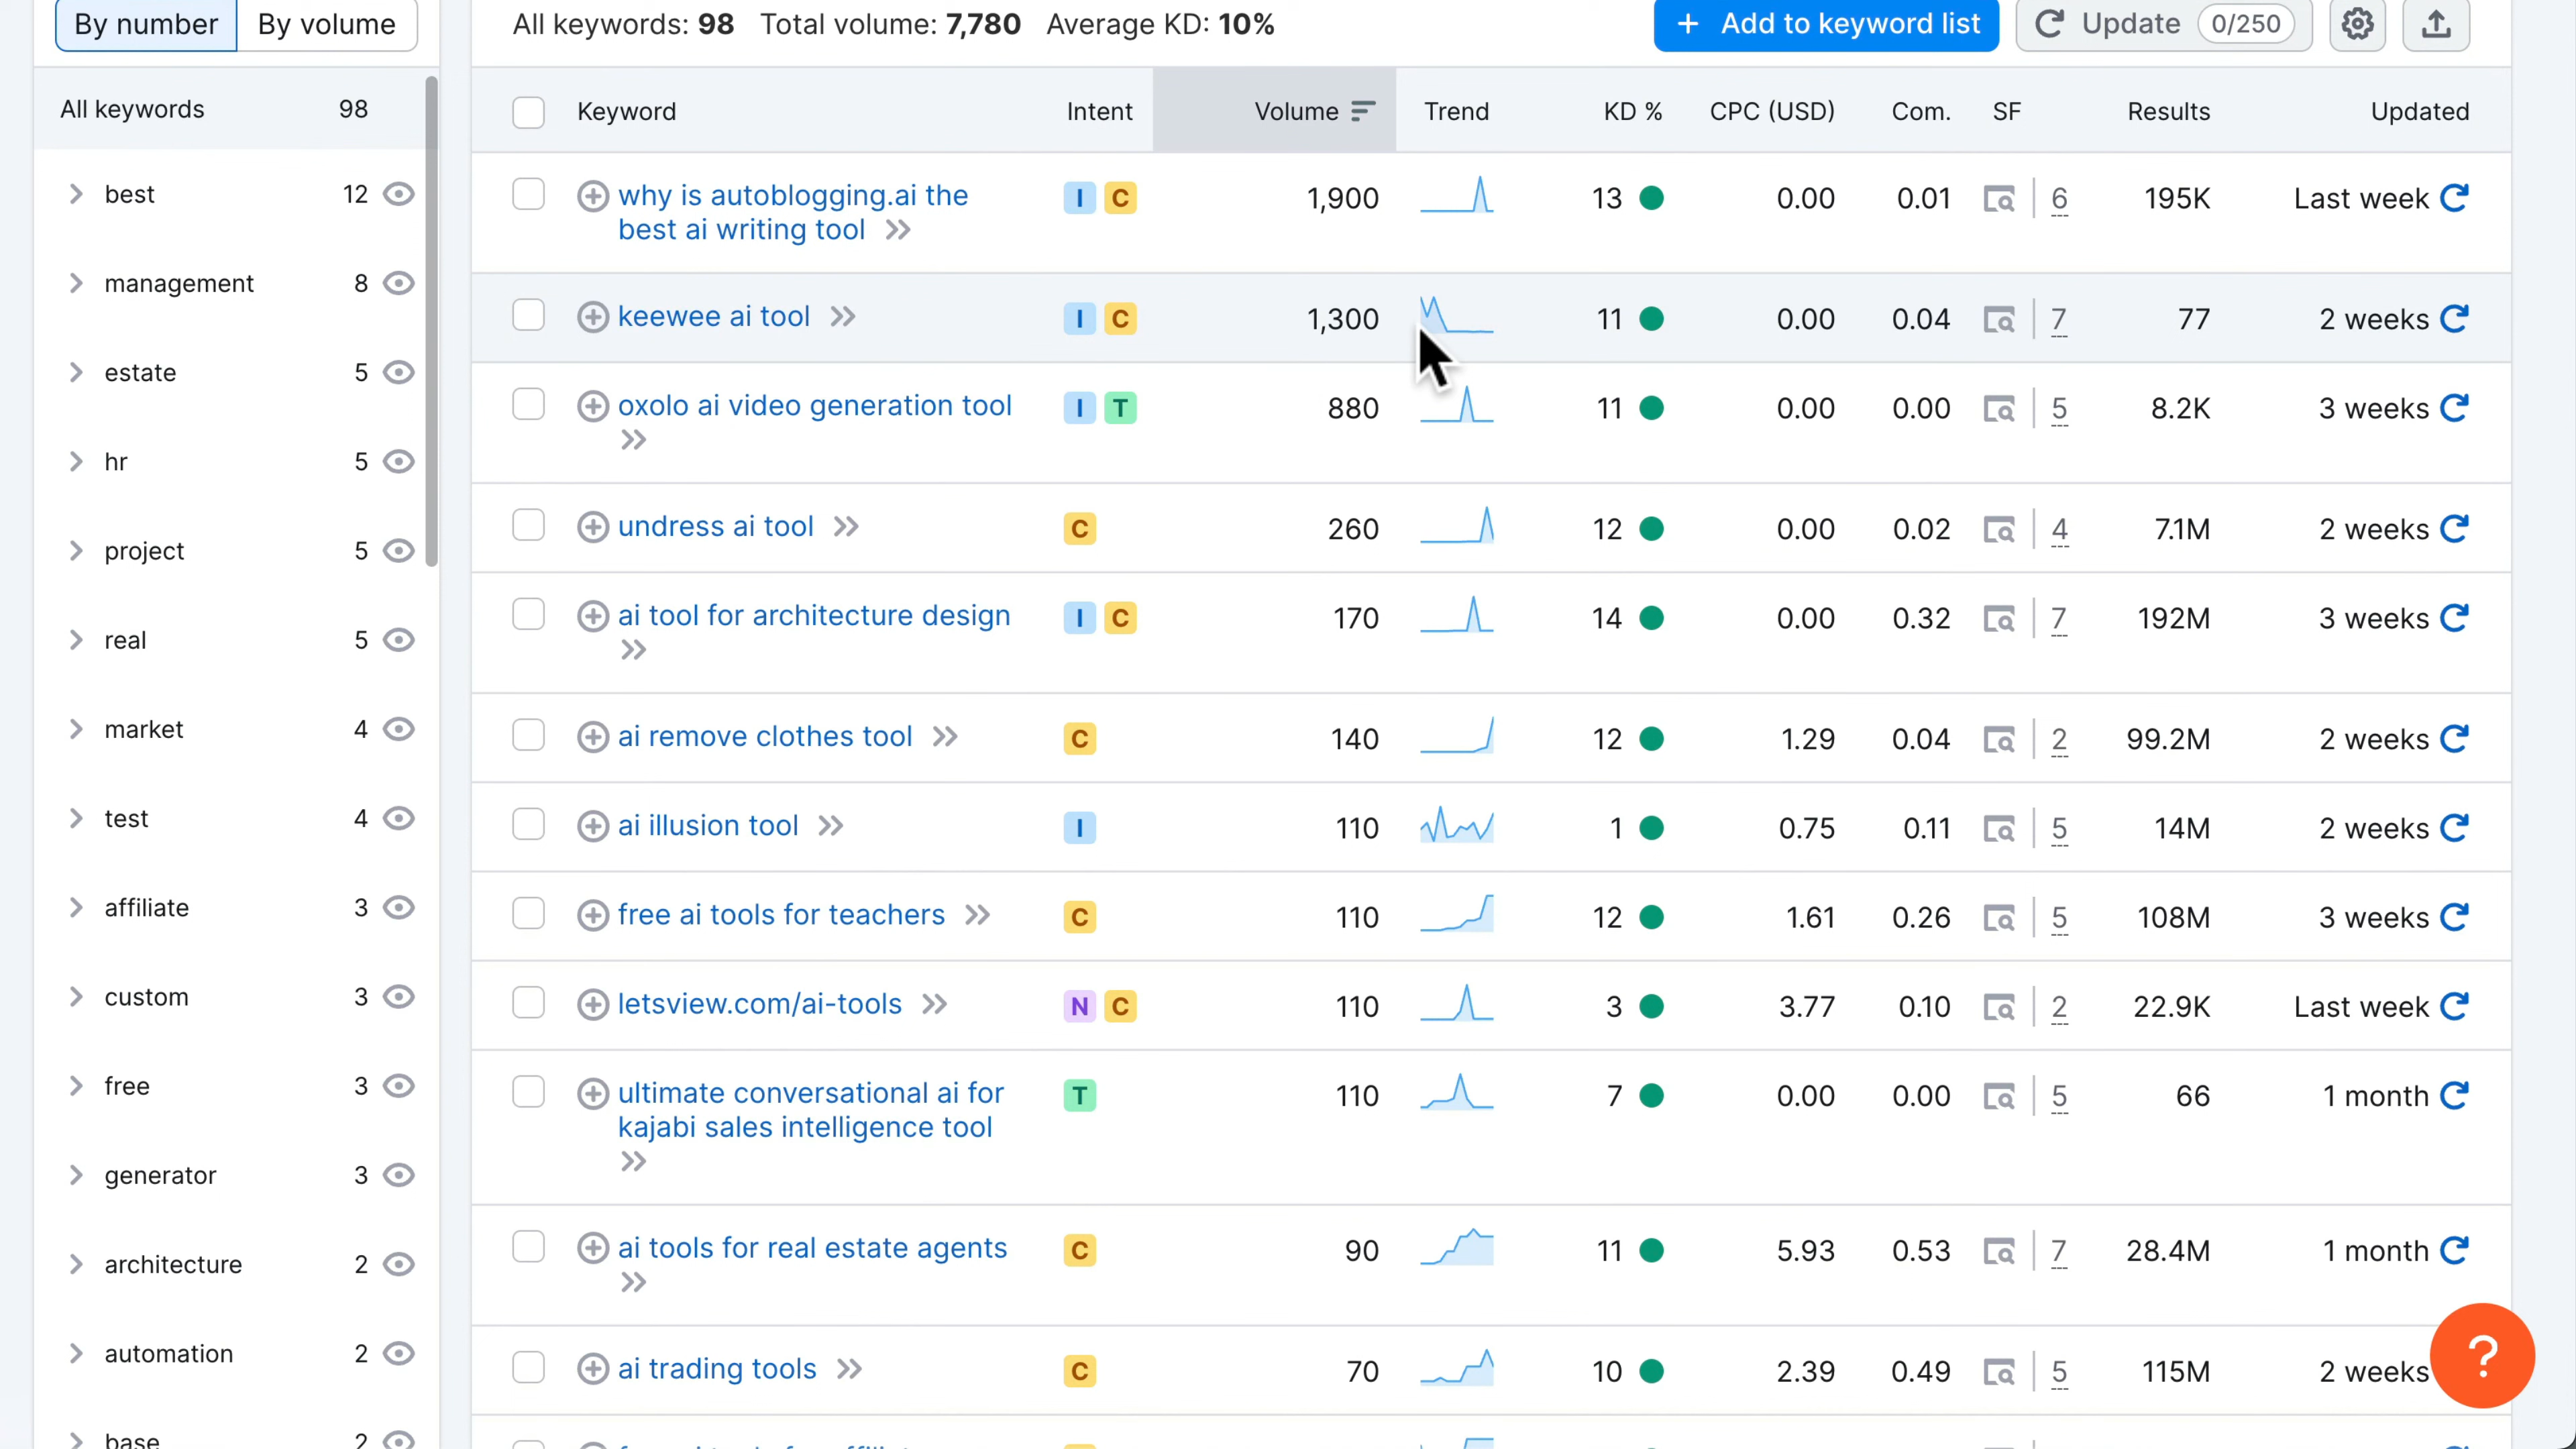 By number By volume All keywords: 98 Total volume: 7,780 Average KD: 10% + Add to keyword list Update 0/250
All keywords 98
best 12
management 8
estate 5
hr 5
project 5
real 5
market 4
test 4
affiliate 3
custom 3
free 3
generator 3
architecture 2
automation 2
base 2
Keyword Intent Volume Trend KD % CPC (USD) Com. SF Results Updated
why is autoblogging.ai the I C 1,900 13 0.00 0.01 6 195K Last week
best ai writing tool
keewee ai tool I C 1,300 11 0.00 0.04 7 77 2 weeks
oxolo ai video generation tool I T 880 11 0.00 0.00 5 8.2K 3 weeks
undress ai tool C 260 12 0.00 0.02 4 7.1M 2 weeks
ai tool for architecture design I C 170 14 0.00 0.32 7 192M 3 weeks
ai remove clothes tool C 140 12 1.29 0.04 2 99.2M 2 weeks
ai illusion tool I 110 1 0.75 0.11 5 14M 2 weeks
free ai tools for teachers C 110 12 1.61 0.26 5 108M 3 weeks
letsview.com/ai-tools N C 110 3 3.77 0.10 2 22.9K Last week
ultimate conversational ai for T 110 7 0.00 0.00 5 66 1 month
kajabi sales intelligence tool
ai tools for real estate agents C 90 11 5.93 0.53 7 28.4M 1 month
ai trading tools C 70 10 2.39 0.49 5 115M 2 weeks
?